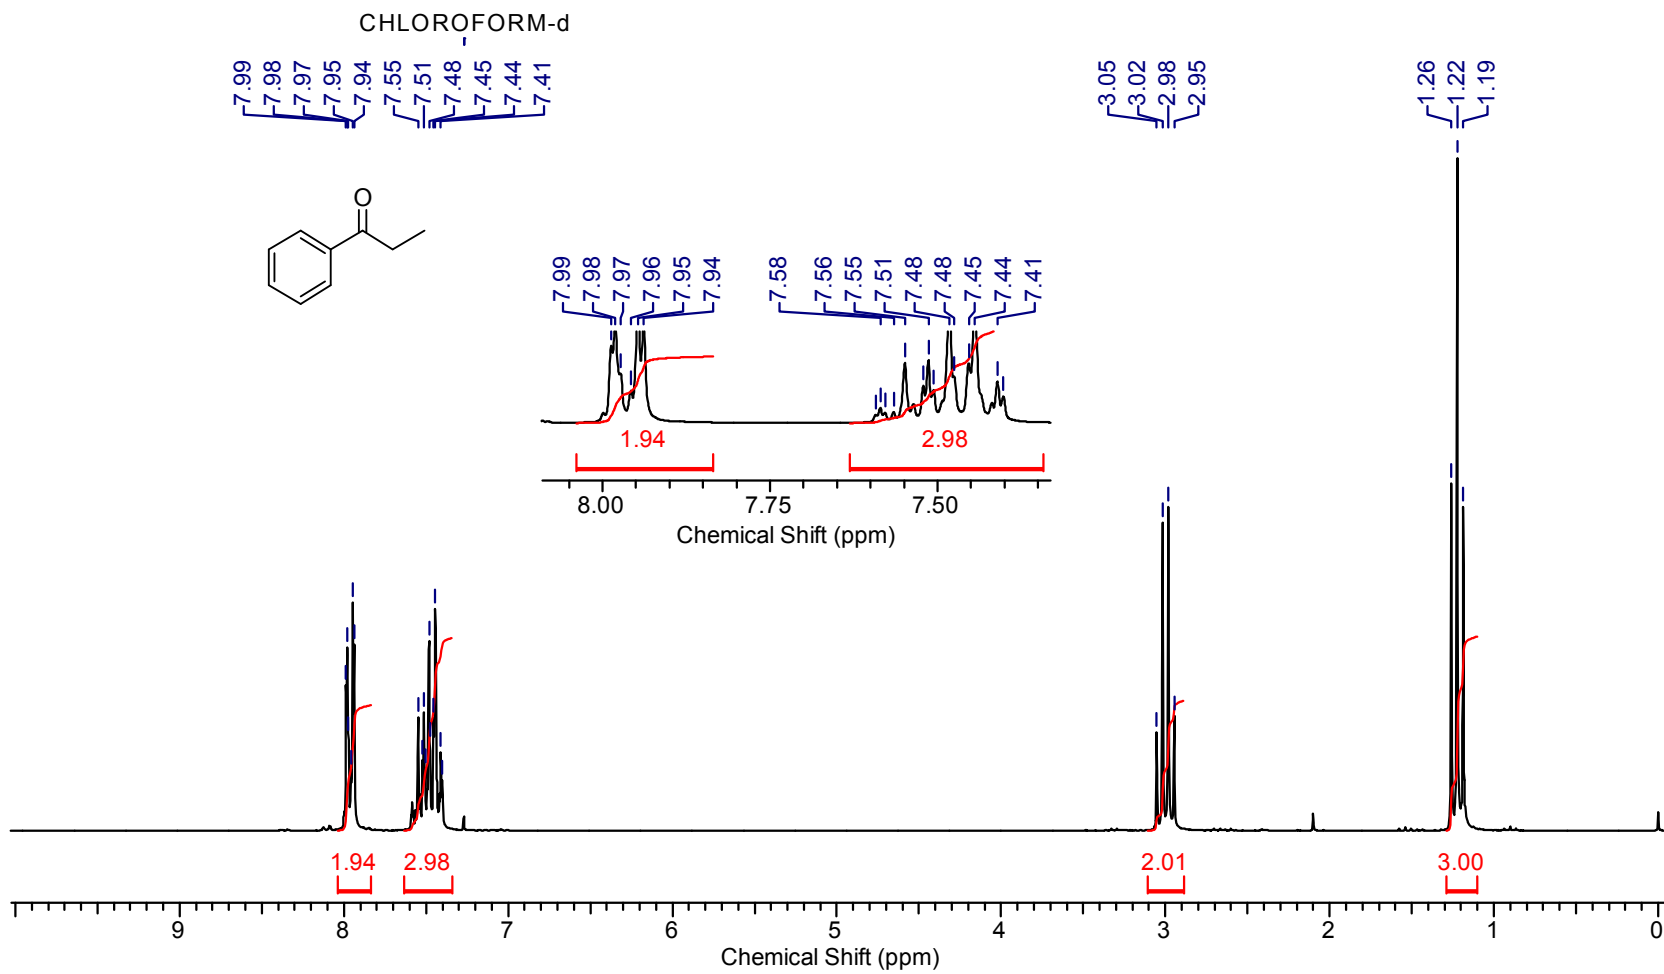 CHLOROFORM-d
7.99 7.98 7.97 7.95 7.94 7.55 7.51 7.48 7.45 7.44 7.41
3.05 3.02 2.98 2.95
1.26 1.22 1.19
O
7.99 7.98 7.97 7.96 7.95 7.94
7.58 7.56 7.55 7.51 7.48 7.48 7.45 7.44 7.41
1.94 2.98
8.00 7.75 7.50
Chemical Shift (ppm)
1.94 2.98 2.01 3.00
9 8 7 6 5 4 3 2 1 0
Chemical Shift (ppm)